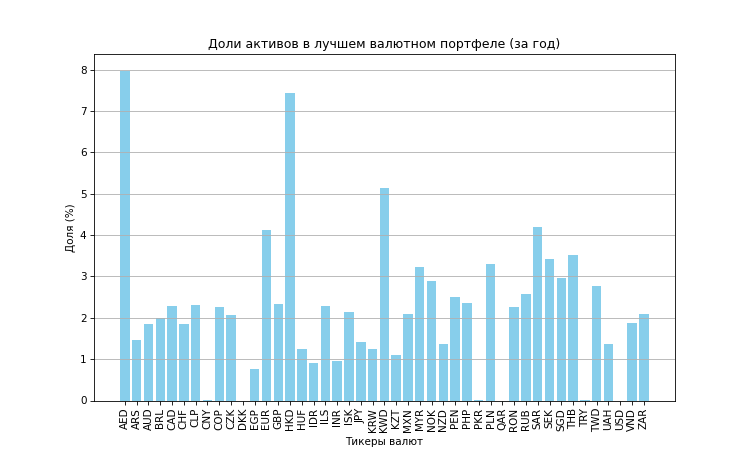 Доли активов в лучшем валютном портфеле (за год)
8
7
6
5
4
3
2
1
0
Доля (%)
AED
ARS
AUD
BRL
CAD
CHF
CLP
CNY
COP
CZK
DKK
EGP
EUR
GBP
HKD
HUF
IDR
ILS
INR
ISK
JPY
KRW
KWD
KZT
MXN
MYR
NOK
NZD
PEN
PHP
PKR
PLN
QAR
RON
RUB
SAR
SEK
SGD
THB
TRY
TWD
UAH
USD
VND
ZAR
Тикеры валют